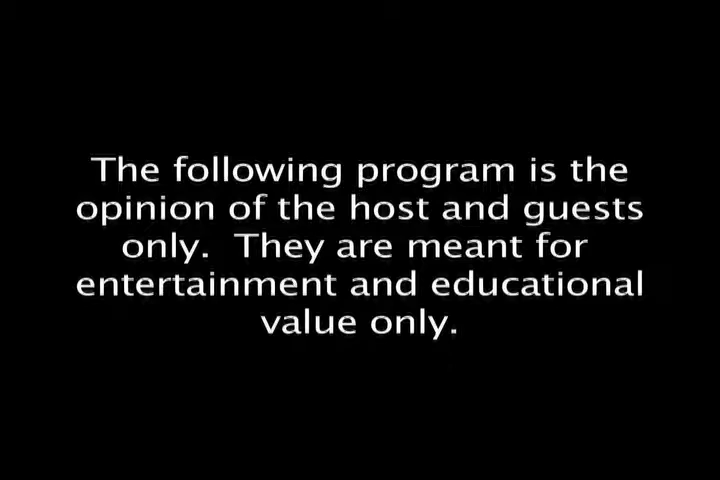 The following program is the
opinion of the host and guests
only.  They are meant for
entertainment and educational
value only.